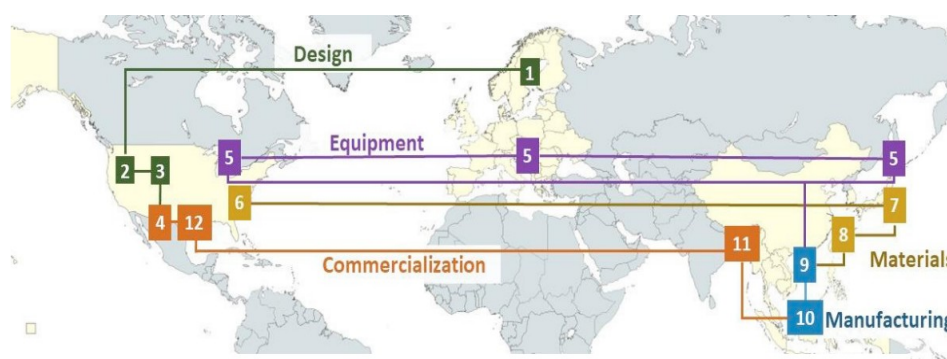 Design
1
Equipment
5
5
5
2
3
6
7
4
12
8
11
9
Commercialization
Materials
10
Manufacturing